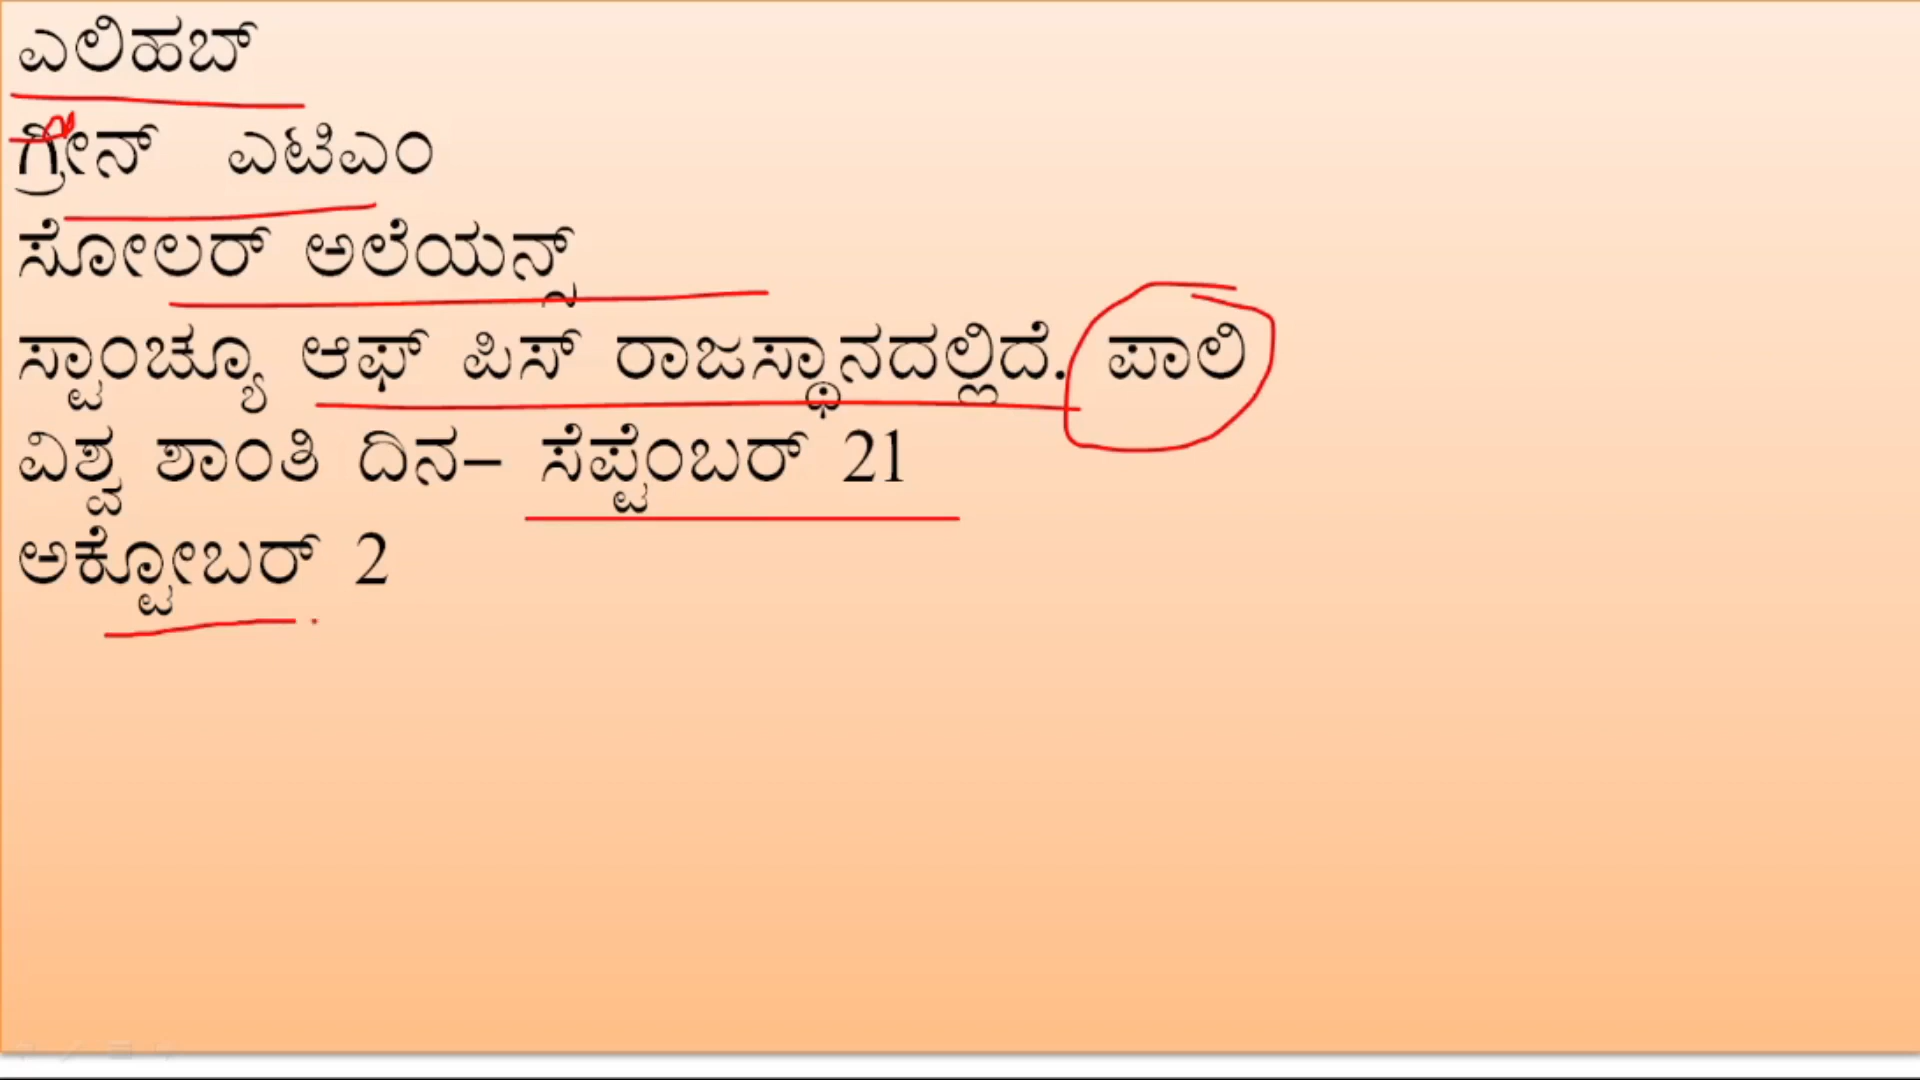 ಎಲಿಹಬ್
ಗ್ರೀನ್ ಎಟಿಎಂ
ಸೋಲರ್ ಅಲೆಯನ್ಸ್
ಸ್ಟಾಂಚ್ಯೂ ಆಫ್ ಪಿಸ್ ರಾಜಸ್ಥಾನದಲ್ಲಿದೆ. ಪಾಲಿ
ವಿಶ್ವ ಶಾಂತಿ ದಿನ– ಸೆಪ್ಟೆಂಬರ್ 21
ಅಕ್ಟೋಬರ್ 2